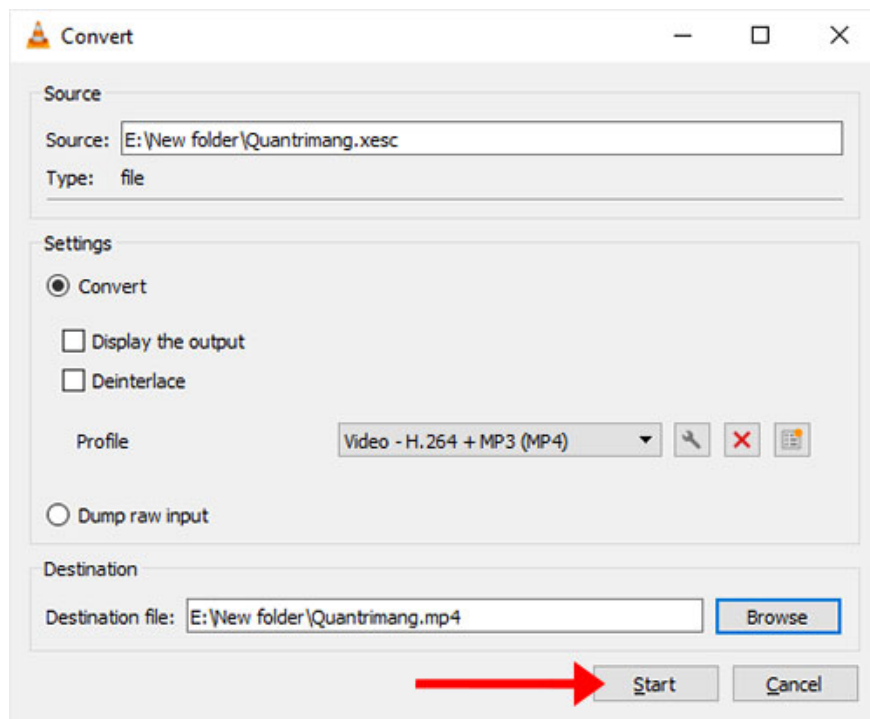 Convert
Source
Source: E:\New folder\Quantrimang.xesc
Type: file
Settings
Convert
Display the output
Deinterlace
Profile Video - H.264 + MP3 (MP4)
Dump raw input
Destination
Destination file: E:\New folder\Quantrimang.mp4 Browse
Start Cancel